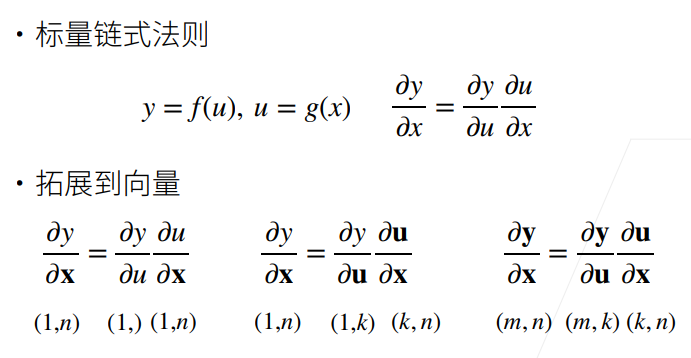 • 标量链式法则
y = f(u), u = g(x) ∂y/∂x = ∂y/∂u ∂u/∂x
• 拓展到向量
∂y/∂𝐱 = ∂y/∂u ∂u/∂𝐱 ∂y/∂𝐱 = ∂y/∂𝐮 ∂𝐮/∂𝐱 ∂𝐲/∂𝐱 = ∂𝐲/∂𝐮 ∂𝐮/∂𝐱
(1,n) (1,) (1,n) (1,n) (1,k) (k, n) (m, n) (m, k) (k, n)